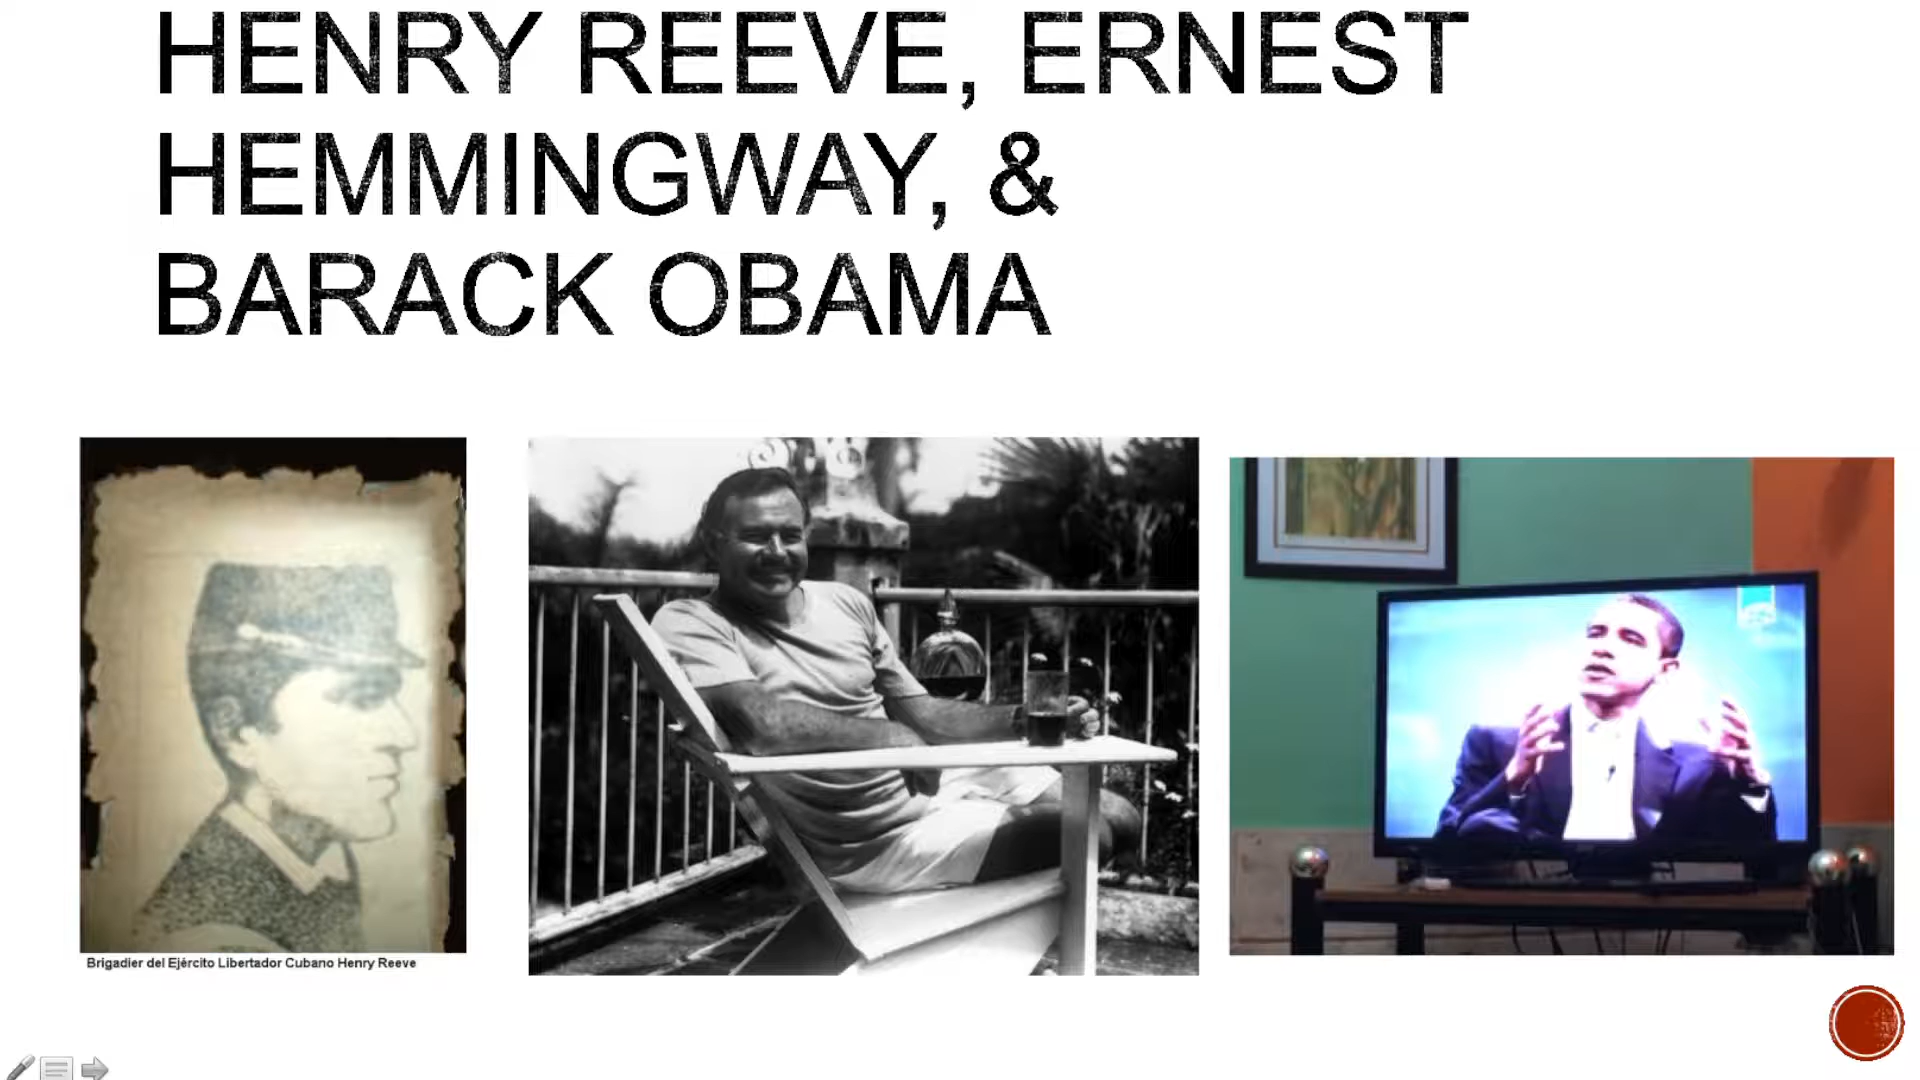 HENRY REEVE, ERNEST
HEMMINGWAY, &
BARACK OBAMA
Brigadier del Ejército Libertador Cubano Henry Reeve